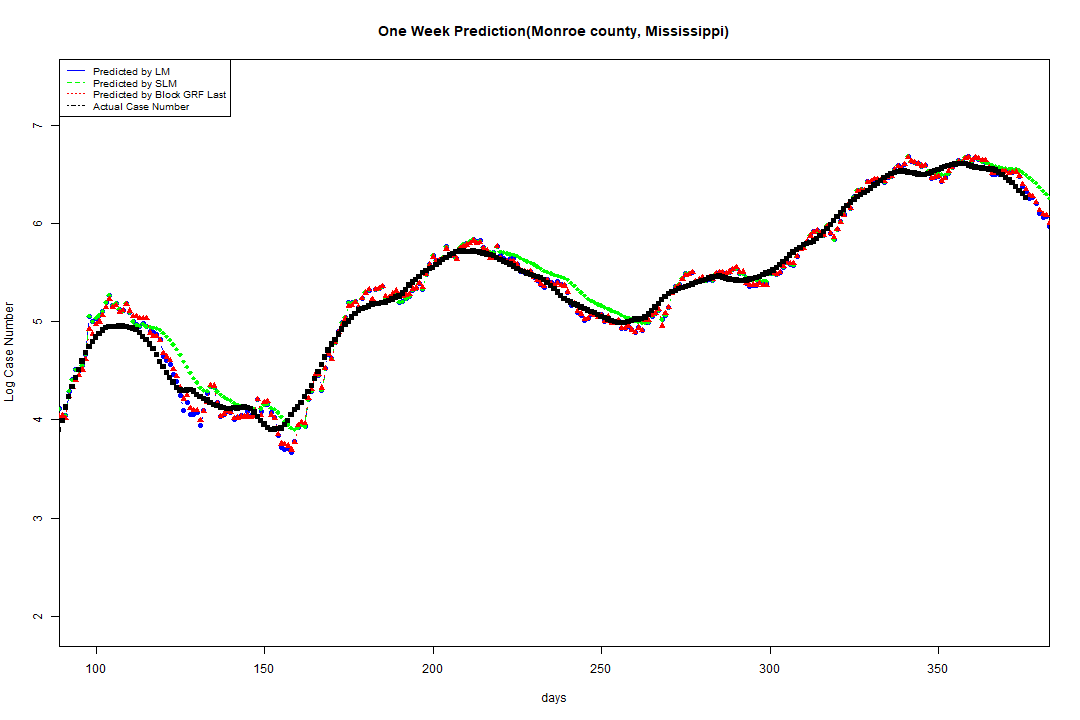 One Week Prediction(Monroe county, Mississippi)
Predicted by LM
Predicted by SLM
Predicted by Block GRF Last
Actual Case Number
7
6
5
4
3
2
Log Case Number
100 150 200 250 300 350
days